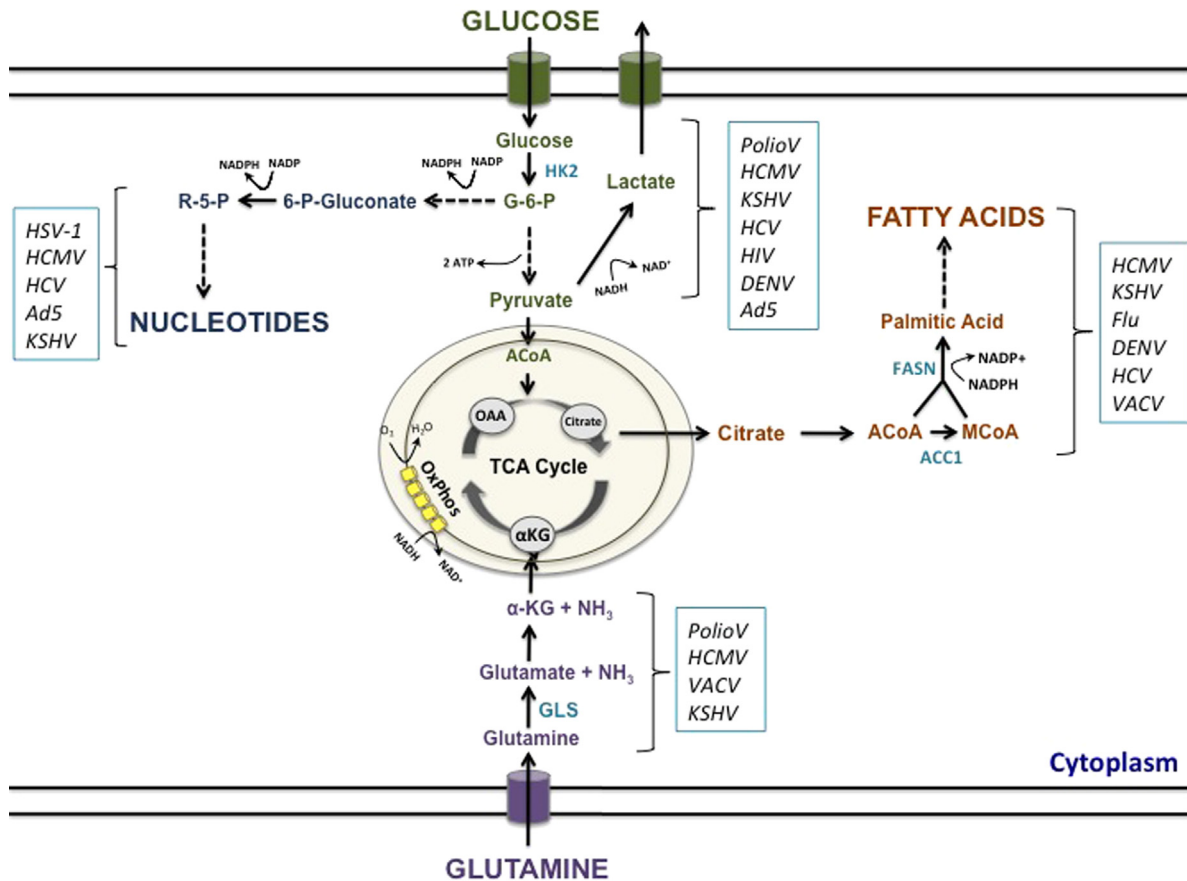 GLUCOSE
Glucose
HK2
NADPH NADP
NADPH NADP
R-5-P
6-P-Gluconate
G-6-P
Lactate
2 ATP
NADH
NAD⁺
Pyruvate
NUCLEOTIDES
HSV-1
HCMV
HCV
Ad5
KSHV
PolioV
HCMV
KSHV
HCV
HIV
DENV
Ad5
FATTY ACIDS
Palmitic Acid
FASN
NADP+
NADPH
Citrate
ACoA
MCoA
ACC1
HCMV
KSHV
Flu
DENV
HCV
VACV
ACoA
OAA
Citrate
TCA Cycle
αKG
H₂O
OxPhos
NADH
NAD⁺
α-KG + NH₃
Glutamate + NH₃
GLS
Glutamine
PolioV
HCMV
VACV
KSHV
Cytoplasm
GLUTAMINE